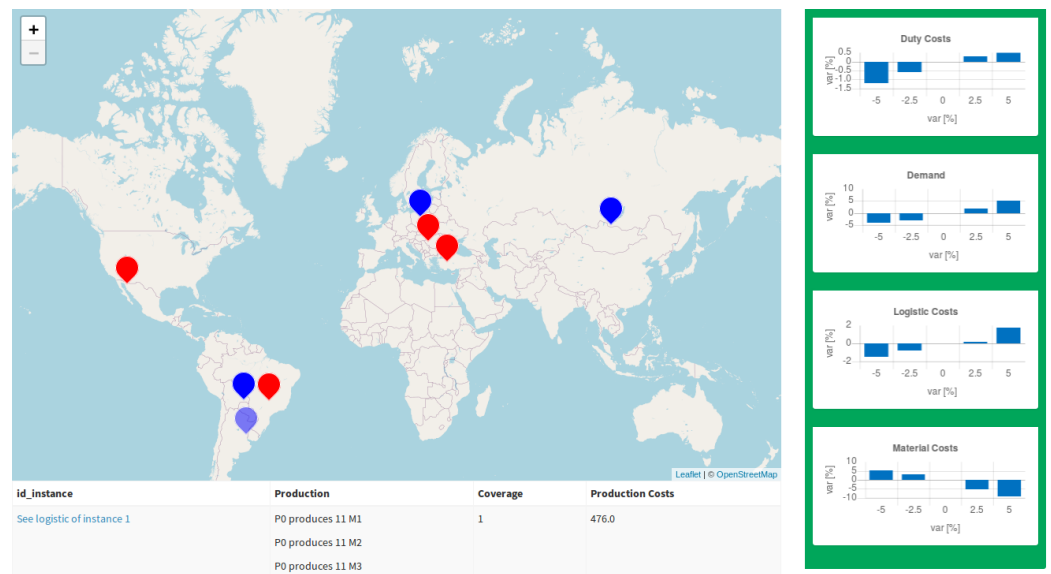 +
−
Leaflet | © OpenStreetMap
id_instance Production Coverage Production Costs
See logistic of instance 1 P0 produces 11 M1 1 476.0
P0 produces 11 M2
P0 produces 11 M3
Duty Costs
var [%]
0.5
0
-0.5
-1.0
-1.5
-5 -2.5 0 2.5 5
var [%]
Demand
var [%]
10
5
0
-5
-5 -2.5 0 2.5 5
var [%]
Logistic Costs
var [%]
2
0
-2
-5 -2.5 0 2.5 5
var [%]
Material Costs
var [%]
10
5
0
-5
-10
-5 -2.5 0 2.5 5
var [%]